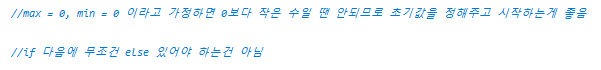 //max = 0, min = 0 이라고 가정하면 0보다 작은 수일 땐 안되므로 초기값을 정해주고 시작하는게 좋음
//if 다음에 무조건 else 있어야 하는건 아님